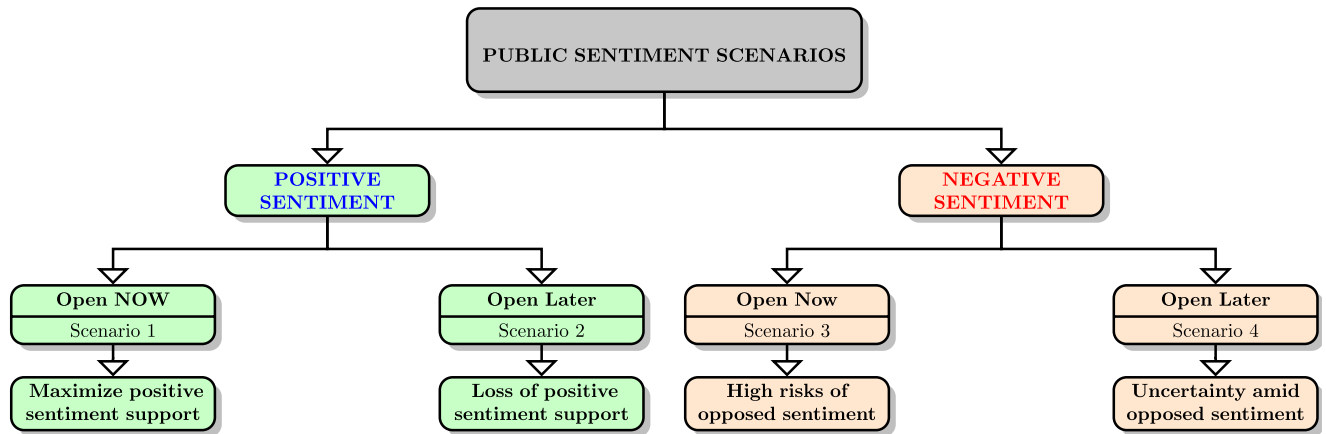 PUBLIC SENTIMENT SCENARIOS
POSITIVE
SENTIMENT
NEGATIVE
SENTIMENT
Open NOW
Scenario 1
Open Later
Scenario 2
Open Now
Scenario 3
Open Later
Scenario 4
Maximize positive
sentiment support
Loss of positive
sentiment support
High risks of
opposed sentiment
Uncertainty amid
opposed sentiment